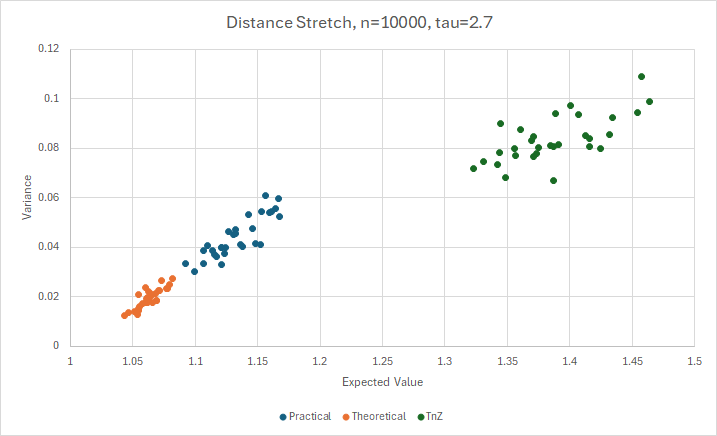 Distance Stretch, n=10000, tau=2.7
0.12
0.1
0.08
0.06
0.04
0.02
0
Variance
1 1.05 1.1 1.15 1.2 1.25 1.3 1.35 1.4 1.45 1.5
Expected Value
Practical Theoretical TnZ